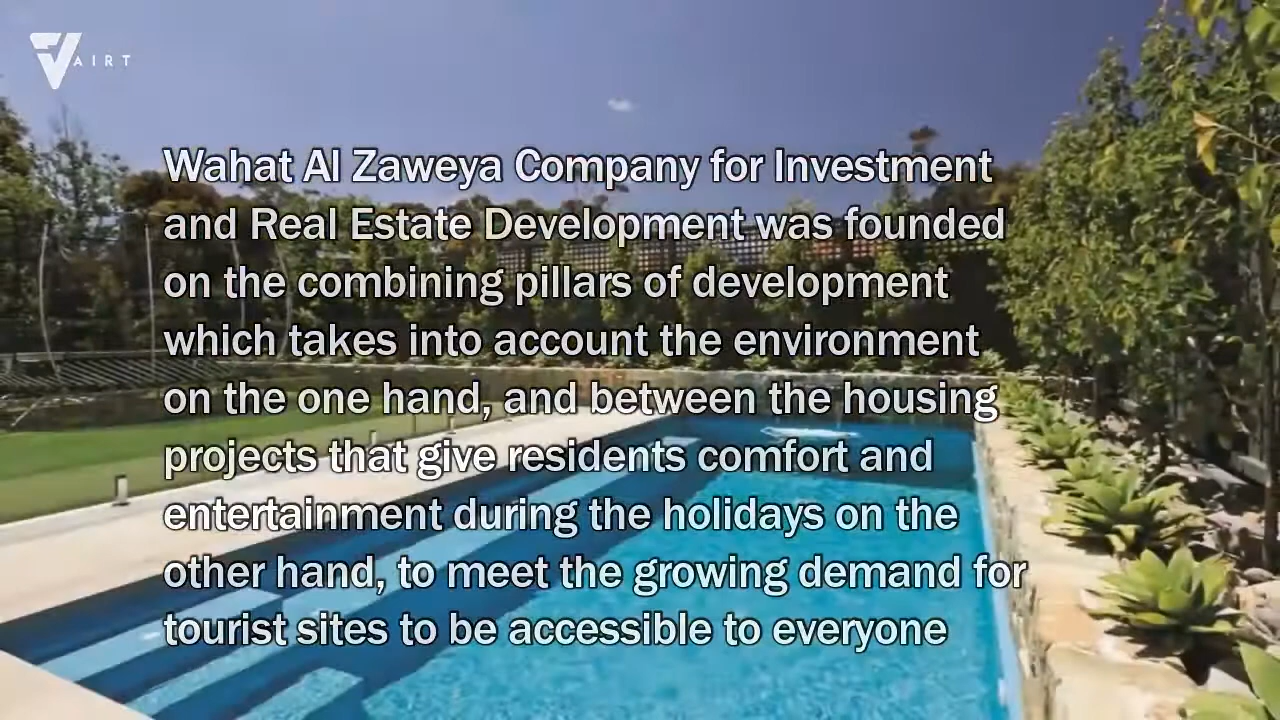 VAIRT
Wahat Al Zaweya Company for Investment
and Real Estate Development was founded
on the combining pillars of development
which takes into account the environment
on the one hand, and between the housing
projects that give residents comfort and
entertainment during the holidays on the
other hand, to meet the growing demand for
tourist sites to be accessible to everyone